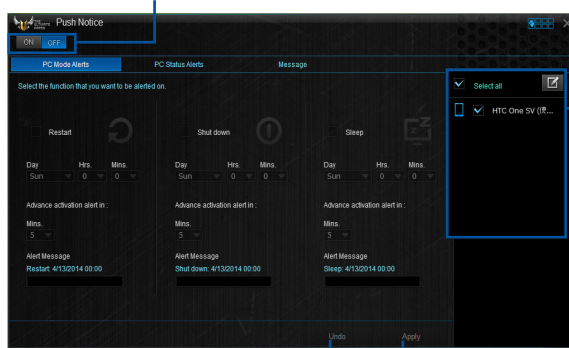 THE ULTIMATE FORCE Push Notice
ON OFF
PC Mode Alerts PC Status Alerts Message
Select the function that you want to be alerted on.
Select all
HTC One SV (使...
Restart Shut down Sleep
Day Hrs. Mins. Day Hrs. Mins. Day Hrs. Mins.
Sun 0 0 Sun 0 0 Sun 0 0
Advance activation alert in : Advance activation alert in : Advance activation alert in :
Mins. Mins. Mins.
5 5 5
Alert Message Alert Message Alert Message
Restart: 4/13/2014 00:00 Shut down: 4/13/2014 00:00 Sleep: 4/13/2014 00:00
Undo Apply